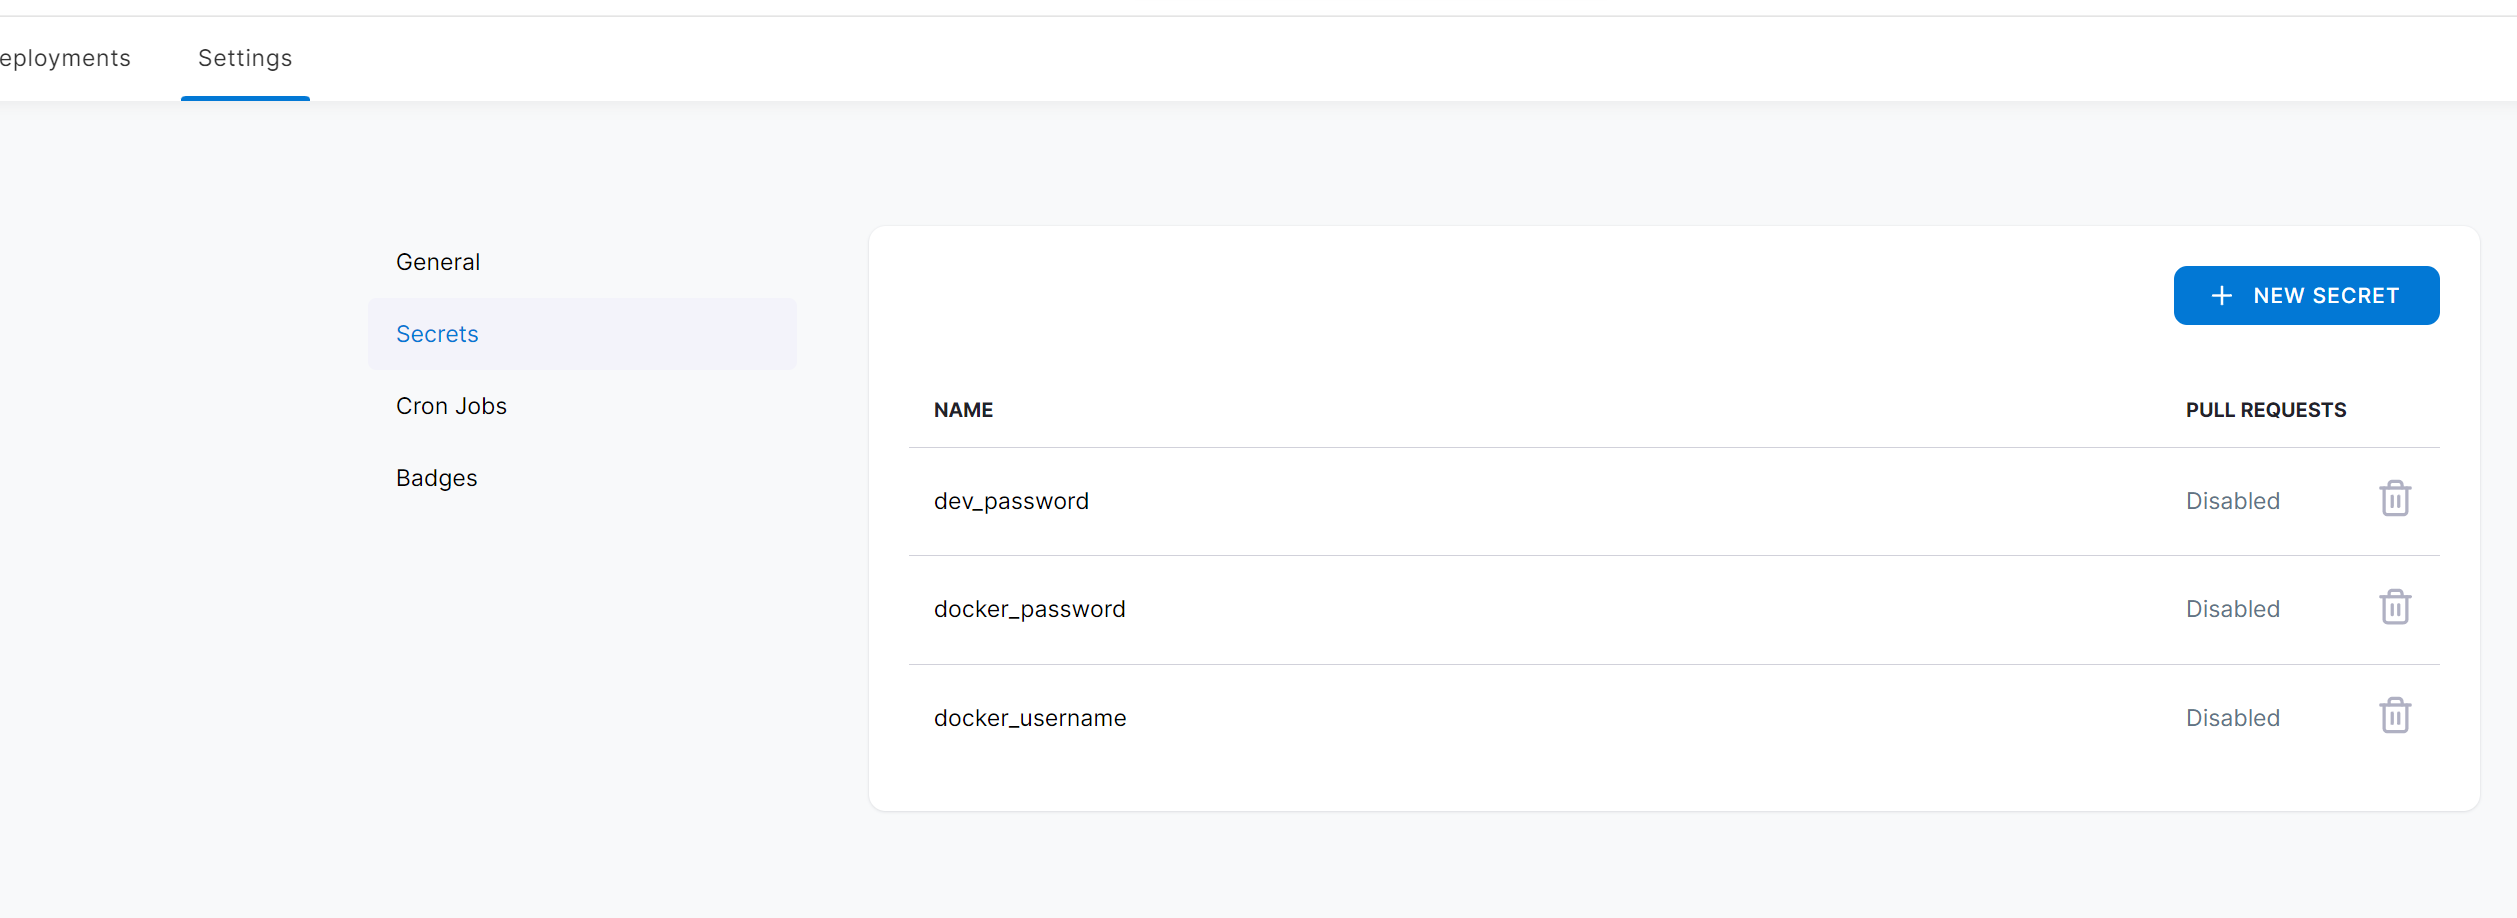 eployments Settings
General
Secrets
Cron Jobs
Badges
NEW SECRET
NAME PULL REQUESTS
dev_password Disabled
docker_password Disabled
docker_username Disabled